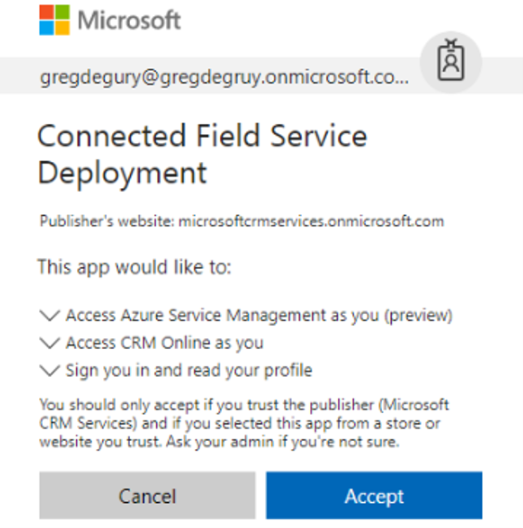 Microsoft
gregdegury@gregdegruy.onmicrosoft.co...
Connected Field Service
Deployment
Publisher's website: microsoftcrmservices.onmicrosoft.com
This app would like to:
Access Azure Service Management as you (preview)
Access CRM Online as you
Sign you in and read your profile
You should only accept if you trust the publisher (Microsoft
CRM Services) and if you selected this app from a store or
website you trust. Ask your admin if you're not sure.
Cancel
Accept